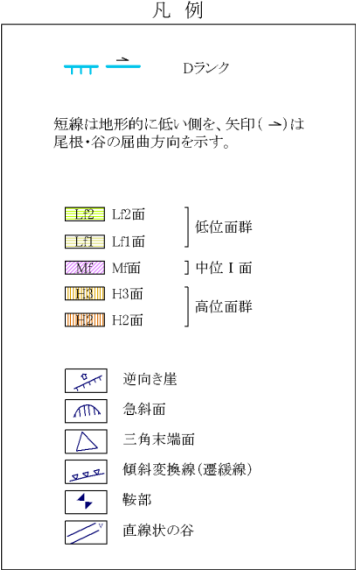 凡 例
Dランク
短線は地形的に低い側を、矢印( ⇀)は
尾根・谷の屈曲方向を示す。
Lf2 Lf2面
低位面群
Lf1 Lf1面
Mf Mf面 ]中位Ⅰ面
H3 H3面
高位面群
H2 H2面
逆向き崖
急斜面
三角末端面
傾斜変換線(遷緩線)
鞍部
直線状の谷